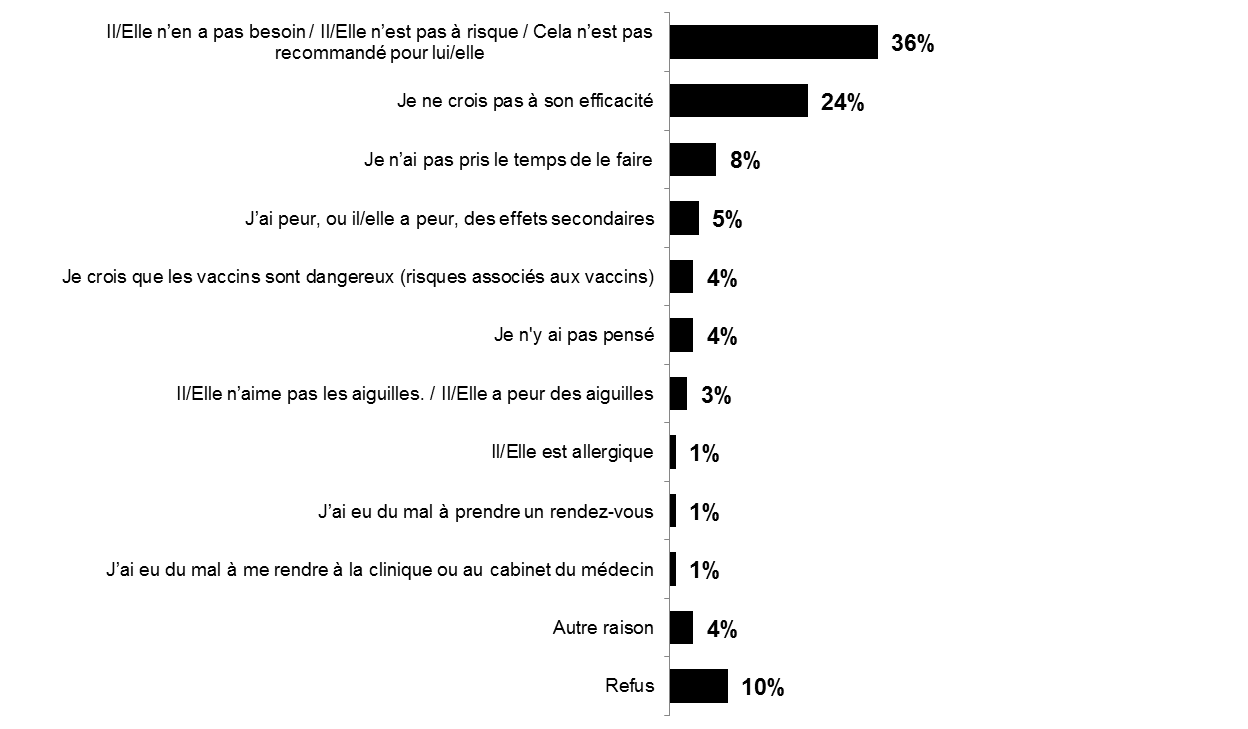 Il/Elle n’en a pas besoin / Il/Elle n’est pas à risque / Cela n’est pas
recommandé pour lui/elle
36%
Je ne crois pas à son efficacité
24%
Je n’ai pas pris le temps de le faire
8%
J’ai peur, ou il/elle a peur, des effets secondaires
5%
Je crois que les vaccins sont dangereux (risques associés aux vaccins)
4%
Je n'y ai pas pensé
4%
Il/Elle n’aime pas les aiguilles. / Il/Elle a peur des aiguilles
3%
Il/Elle est allergique
1%
J’ai eu du mal à prendre un rendez-vous
1%
J’ai eu du mal à me rendre à la clinique ou au cabinet du médecin
1%
Autre raison
4%
Refus
10%